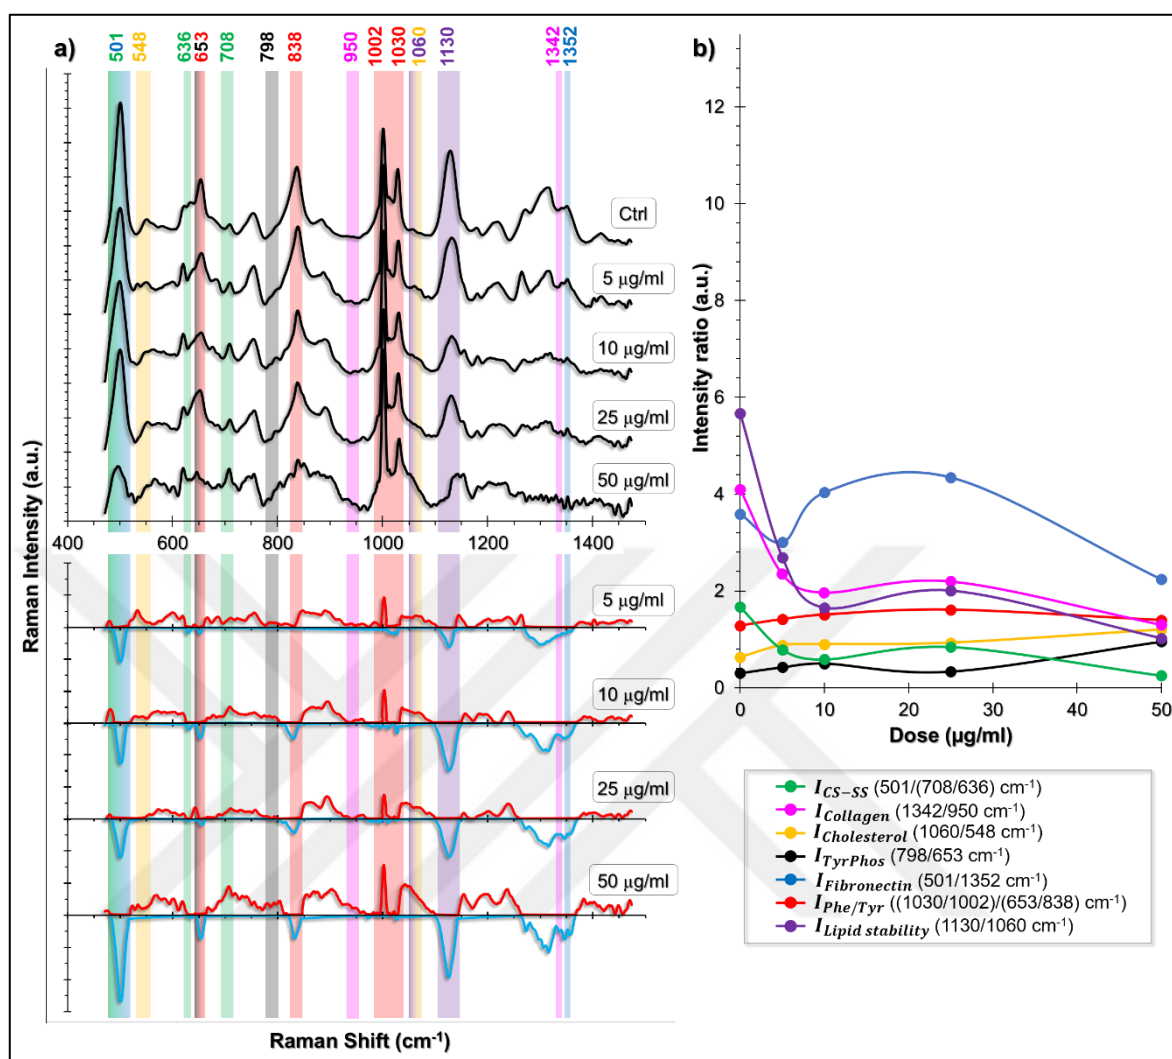 a)
501
548
636
653
708
798
838
950
1002
1030
1060
1130
1342
1352
Ctrl
5 µg/ml
10 µg/ml
25 µg/ml
50 µg/ml
400 600 800 1000 1200 1400
5 µg/ml
10 µg/ml
25 µg/ml
50 µg/ml
Raman Intensity (a.u.)
Raman Shift (cm⁻¹)
b)
Intensity ratio (a.u.)
12
10
8
6
4
2
0
0 10 20 30 40 50
Dose (µg/ml)
I_CS−SS (501/(708/636) cm⁻¹)
I_Collagen (1342/950 cm⁻¹)
I_Cholesterol (1060/548 cm⁻¹)
I_TyrPhos (798/653 cm⁻¹)
I_Fibronectin (501/1352 cm⁻¹)
I_Phe/Tyr ((1030/1002)/(653/838) cm⁻¹)
I_Lipid stability (1130/1060 cm⁻¹)